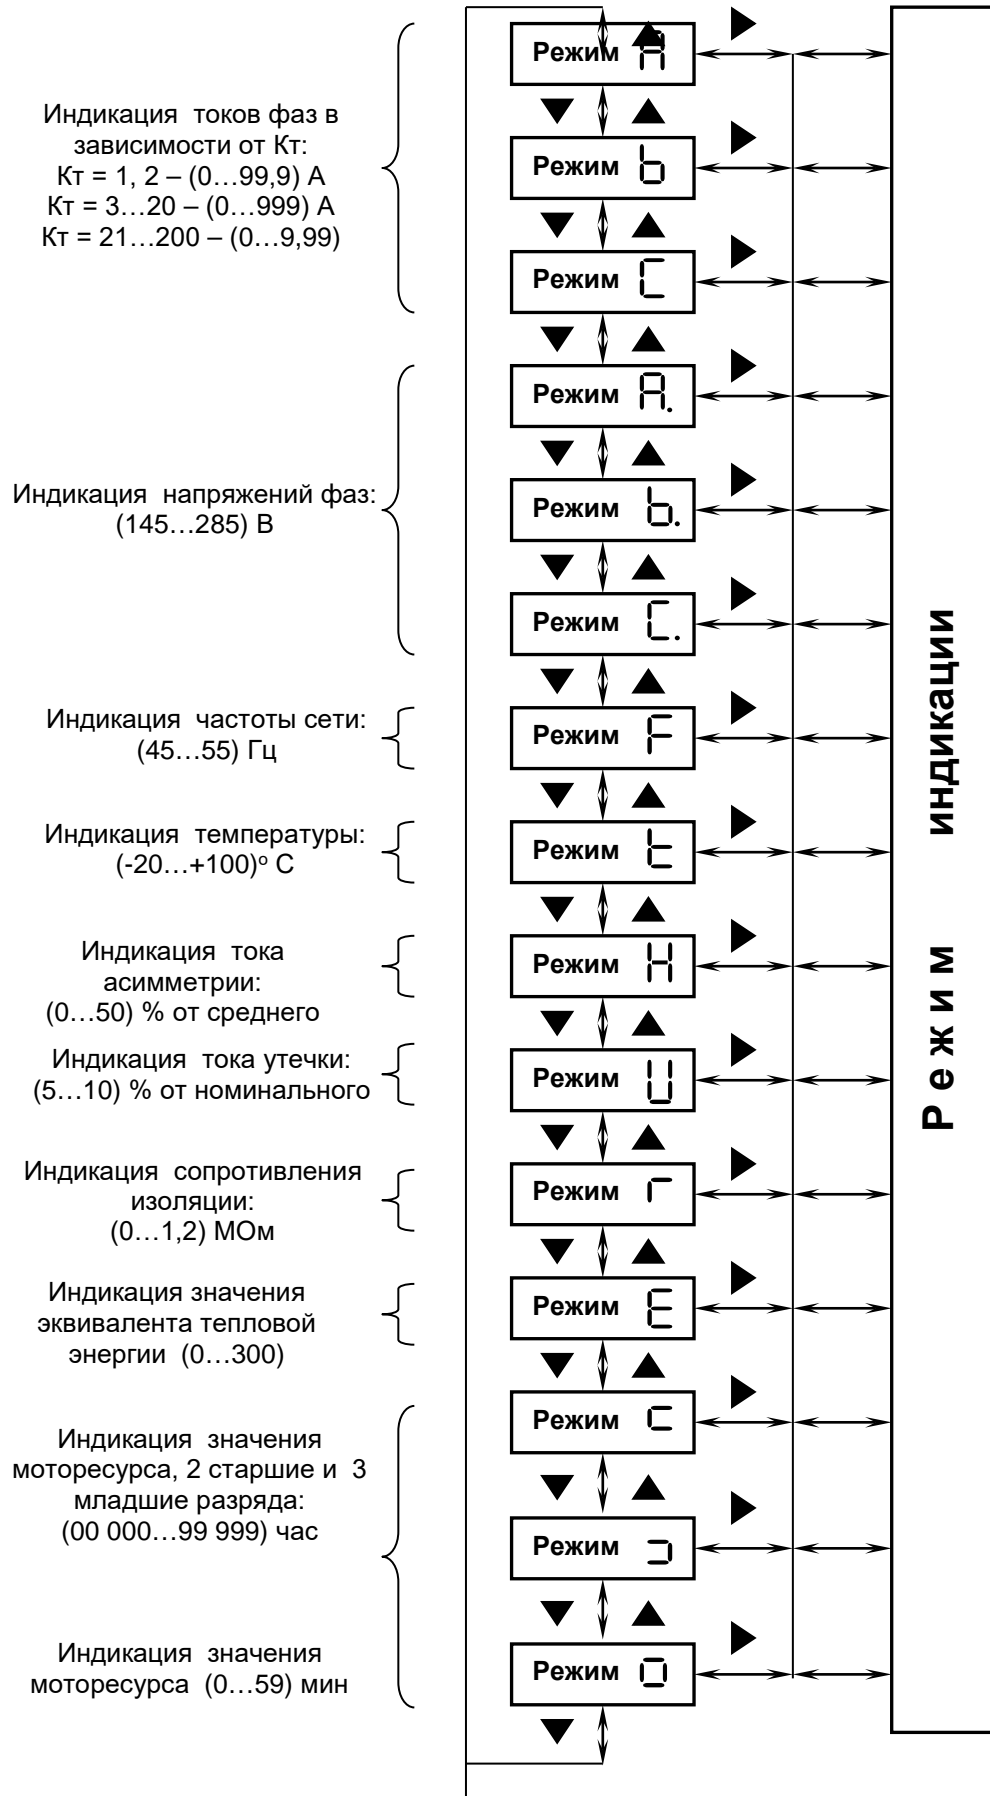 Режим A
Индикация токов фаз в
зависимости от Кт:
Кт = 1, 2 – (0…99,9) А
Кт = 3…20 – (0…999) А
Кт = 21…200 – (0…9,99)
Режим b
Режим C
Режим A.
Индикация напряжений фаз:
(145…285) В
Режим b.
Режим C.
Индикация частоты сети:
(45…55) Гц
Режим F
Индикация температуры:
(-20…+100)º С
Режим t
Индикация тока
асимметрии:
(0…50) % от среднего
Режим H
Индикация тока утечки:
(5…10) % от номинального
Режим U
Индикация сопротивления
изоляции:
(0…1,2) МОм
Режим Г
Индикация значения
эквивалента тепловой
энергии (0…300)
Режим E
Режим c
Индикация значения
моторесурса, 2 старшие и 3
младшие разряда:
(00 000…99 999) час
Режим ɔ
Индикация значения
моторесурса (0…59) мин
Режим o
Режим индикации